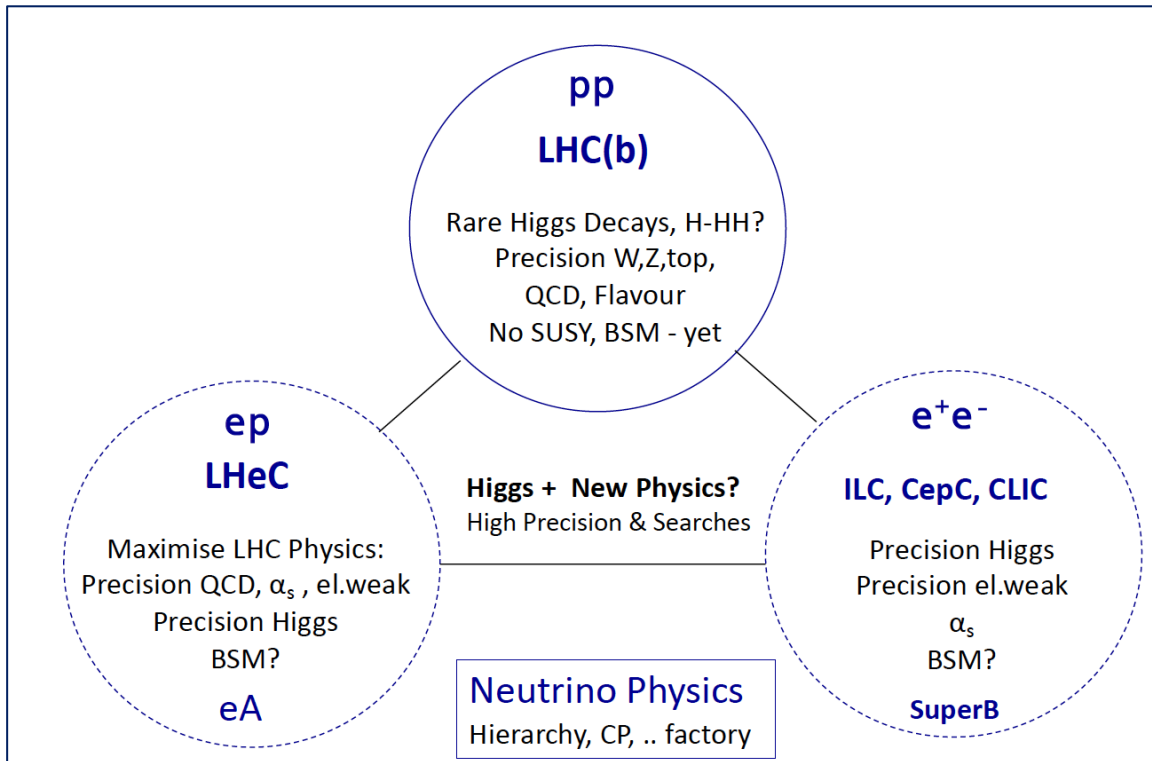 pp
LHC(b)
Rare Higgs Decays, H-HH?
Precision W,Z,top,
QCD, Flavour
No SUSY, BSM - yet
ep
LHeC
Maximise LHC Physics:
Precision QCD, αₛ , el.weak
Precision Higgs
BSM?
eA
Higgs + New Physics?
High Precision & Searches
e⁺e⁻
ILC, CepC, CLIC
Precision Higgs
Precision el.weak
αₛ
BSM?
SuperB
Neutrino Physics
Hierarchy, CP, .. factory